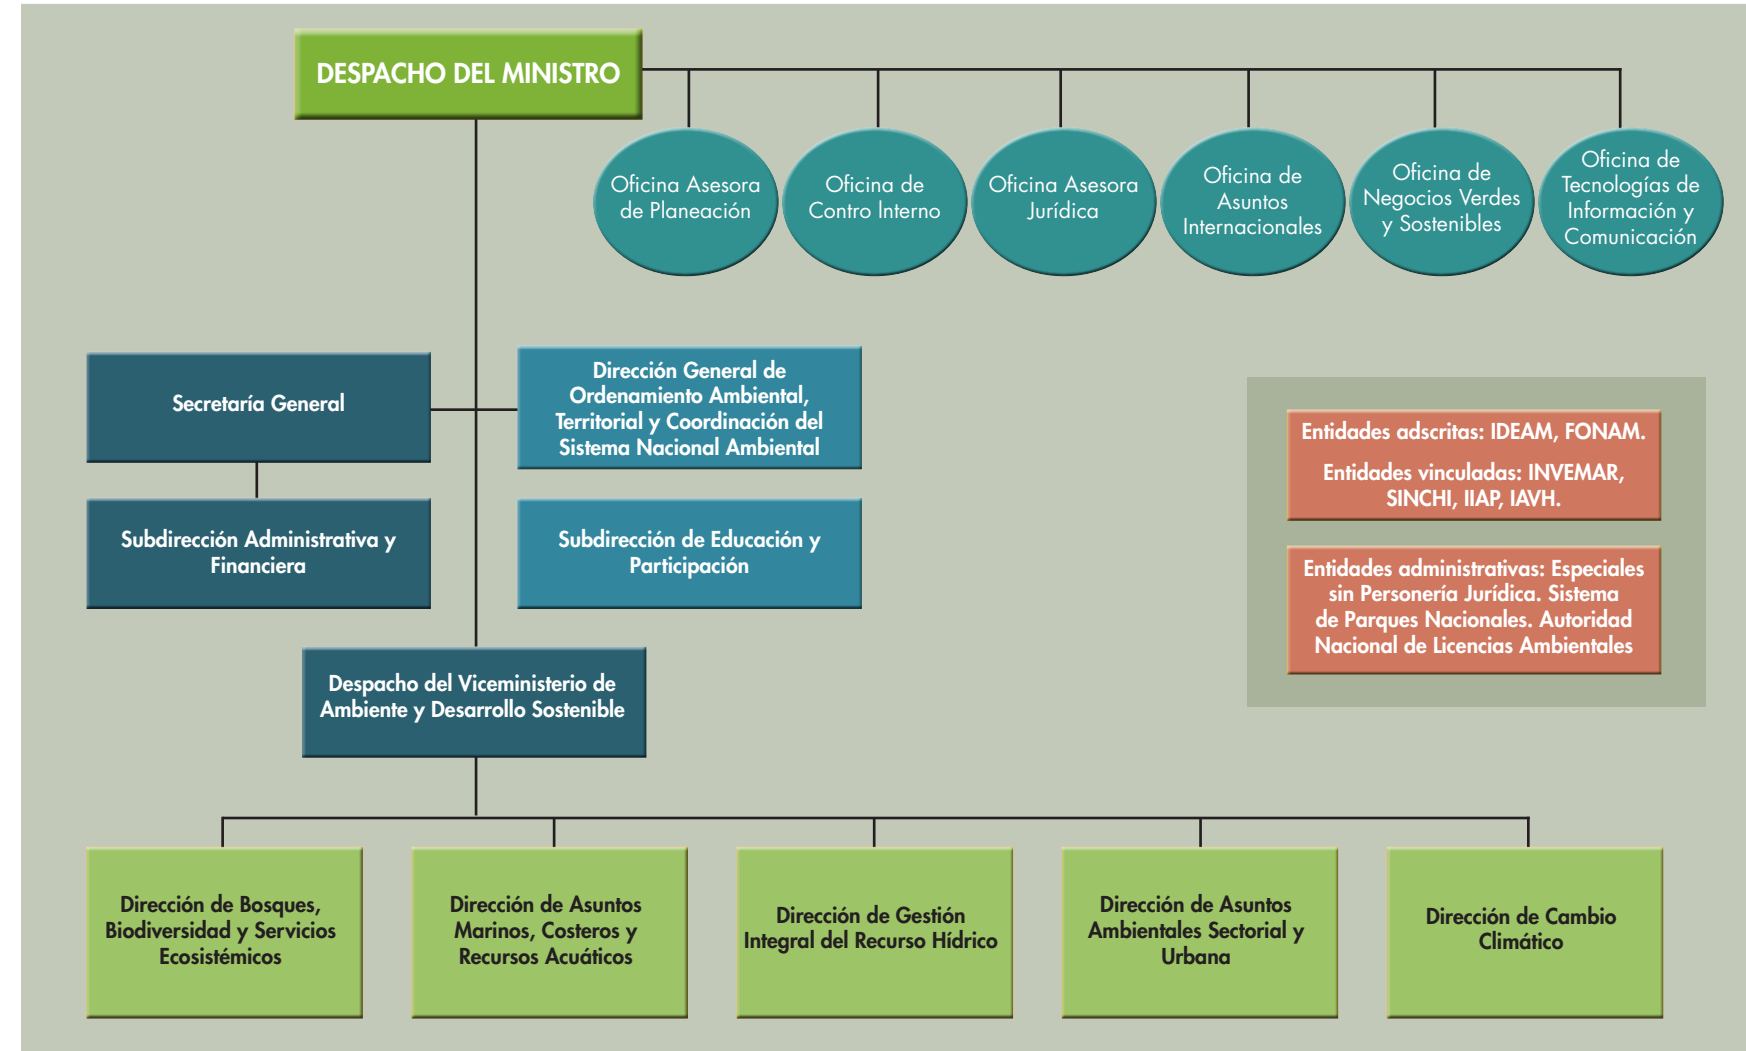 DESPACHO DEL MINISTRO
Oficina Asesora
de Planeación
Oficina de
Contro Interno
Oficina Asesora
Jurídica
Oficina de
Asuntos
Internacionales
Oficina de
Negocios Verdes
y Sostenibles
Oficina de
Tecnologías de
Información y
Comunicación
Secretaría General
Dirección General de
Ordenamiento Ambiental,
Territorial y Coordinación del
Sistema Nacional Ambiental
Subdirección Administrativa y
Financiera
Subdirección de Educación y
Participación
Entidades adscritas: IDEAM, FONAM.
Entidades vinculadas: INVEMAR,
SINCHI, IIAP, IAVH.
Entidades administrativas: Especiales
sin Personería Jurídica. Sistema
de Parques Nacionales. Autoridad
Nacional de Licencias Ambientales
Despacho del Viceministerio de
Ambiente y Desarrollo Sostenible
Dirección de Bosques,
Biodiversidad y Servicios
Ecosistémicos
Dirección de Asuntos
Marinos, Costeros y
Recursos Acuáticos
Dirección de Gestión
Integral del Recurso Hídrico
Dirección de Asuntos
Ambientales Sectorial y
Urbana
Dirección de Cambio
Climático